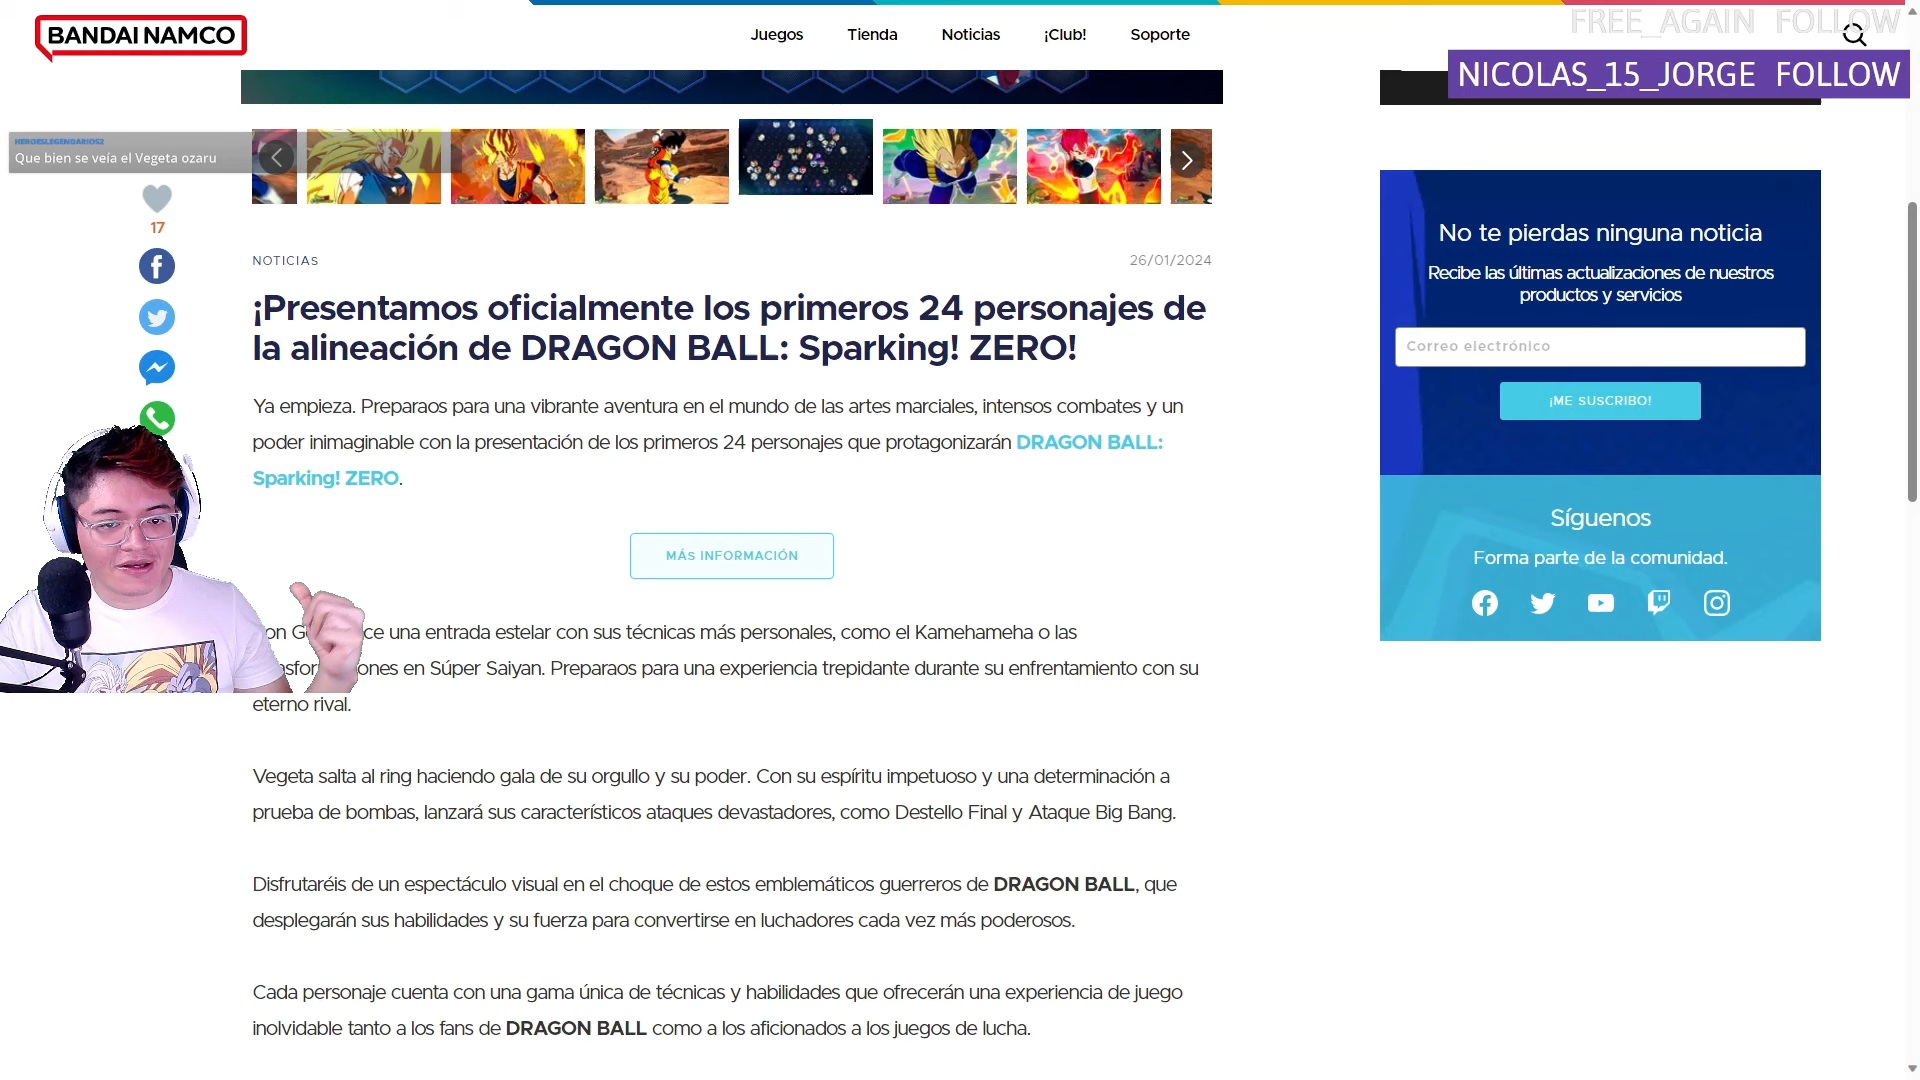 BANDAI NAMCO
Juegos
Tienda
Noticias
¡Club!
Soporte
FREE_AGAIN FOLLOW
NICOLAS_15_JORGE FOLLOW
HEROESLEGENDARIOS2
Que bien se veía el Vegeta ozaru
17
NOTICIAS
26/01/2024
¡Presentamos oficialmente los primeros 24 personajes de
la alineación de DRAGON BALL: Sparking! ZERO!
Ya empieza. Preparaos para una vibrante aventura en el mundo de las artes marciales, intensos combates y un
poder inimaginable con la presentación de los primeros 24 personajes que protagonizarán DRAGON BALL:
Sparking! ZERO.
MÁS INFORMACIÓN
una entrada estelar con sus técnicas más personales, como el Kamehameha o las
en Súper Saiyan. Preparaos para una experiencia trepidante durante su enfrentamiento con su
eterno rival.
Vegeta salta al ring haciendo gala de su orgullo y su poder. Con su espíritu impetuoso y una determinación a
prueba de bombas, lanzará sus característicos ataques devastadores, como Destello Final y Ataque Big Bang.
Disfrutaréis de un espectáculo visual en el choque de estos emblemáticos guerreros de DRAGON BALL, que
desplegarán sus habilidades y su fuerza para convertirse en luchadores cada vez más poderosos.
Cada personaje cuenta con una gama única de técnicas y habilidades que ofrecerán una experiencia de juego
inolvidable tanto a los fans de DRAGON BALL como a los aficionados a los juegos de lucha.
No te pierdas ninguna noticia
Recibe las últimas actualizaciones de nuestros
productos y servicios
Correo electrónico
¡ME SUSCRIBO!
Síguenos
Forma parte de la comunidad.